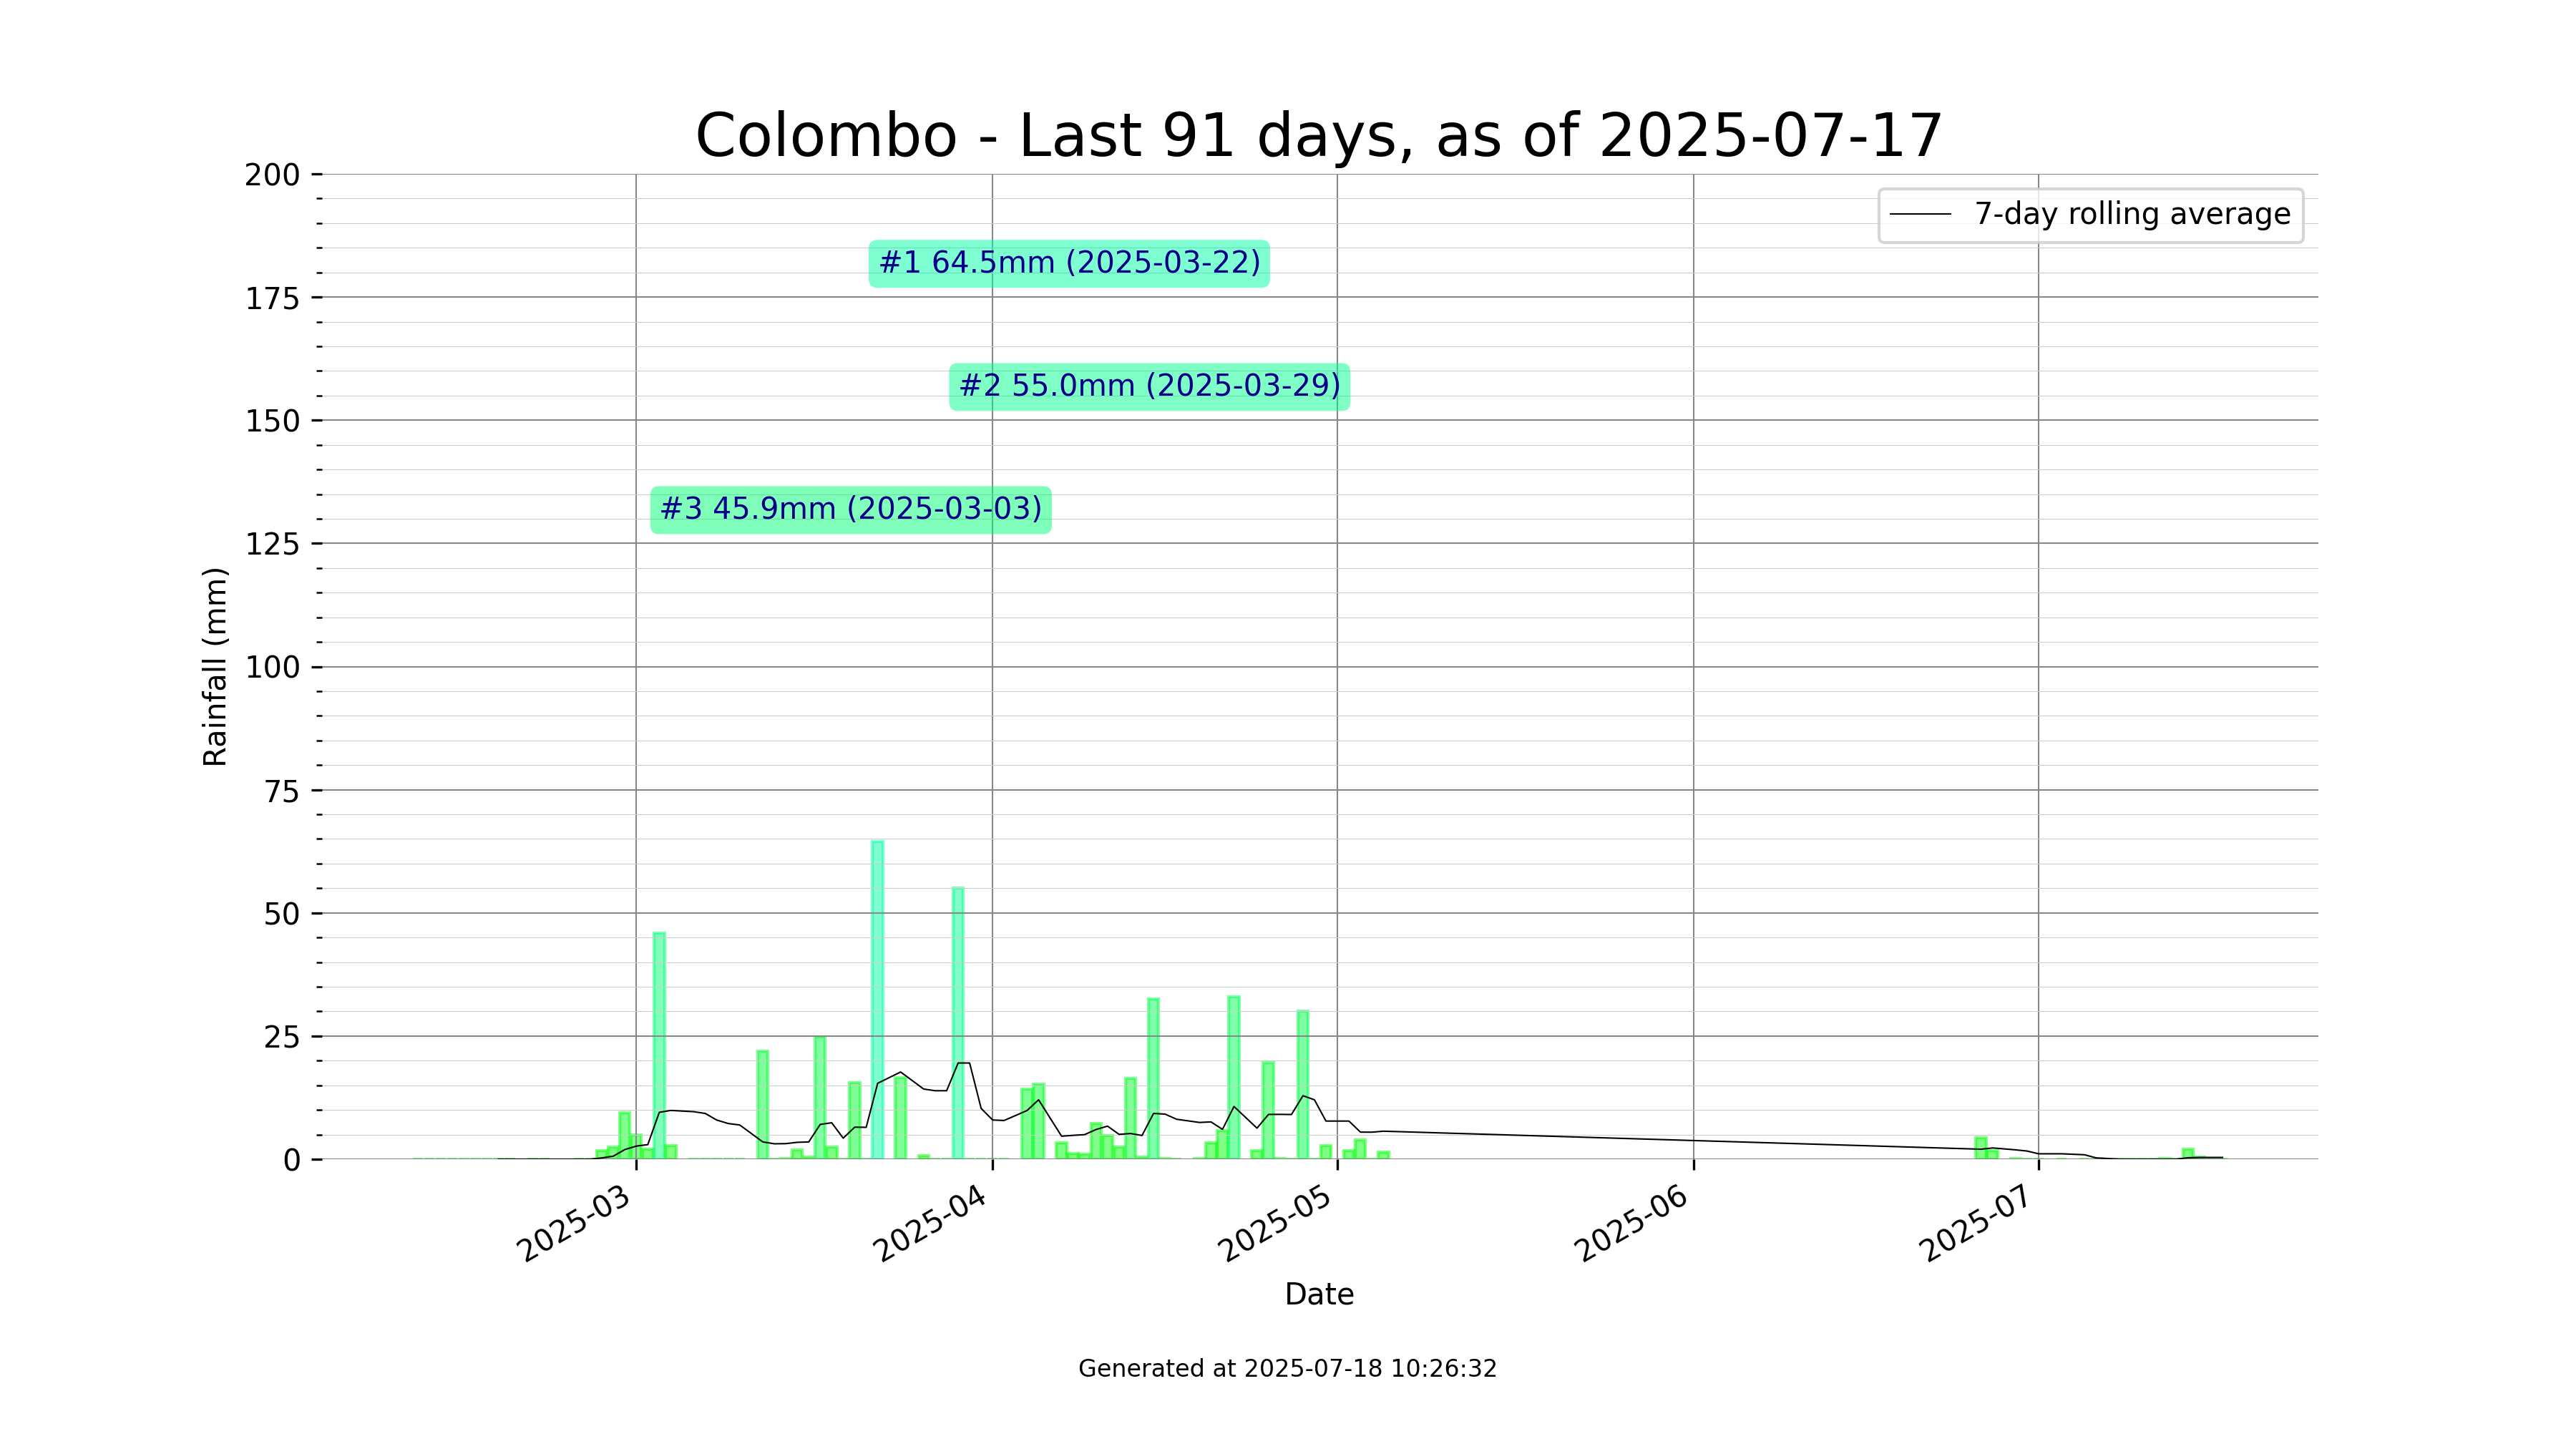 Colombo - Last 91 days, as of 2025-07-17
200
175
150
125
100
75
50
25
0
Rainfall (mm)
7-day rolling average
#1 64.5mm (2025-03-22)
#2 55.0mm (2025-03-29)
#3 45.9mm (2025-03-03)
2025-03
2025-04
2025-05
2025-06
2025-07
Date
Generated at 2025-07-18 10:26:32